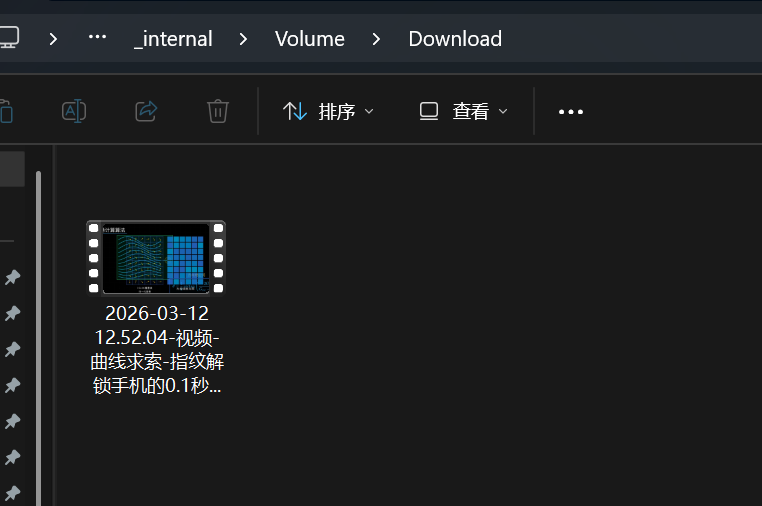 … _internal Volume Download
排序 查看 …
2026-03-12
12.52.04-视频-
曲线求索-指纹解
锁手机的0.1秒...